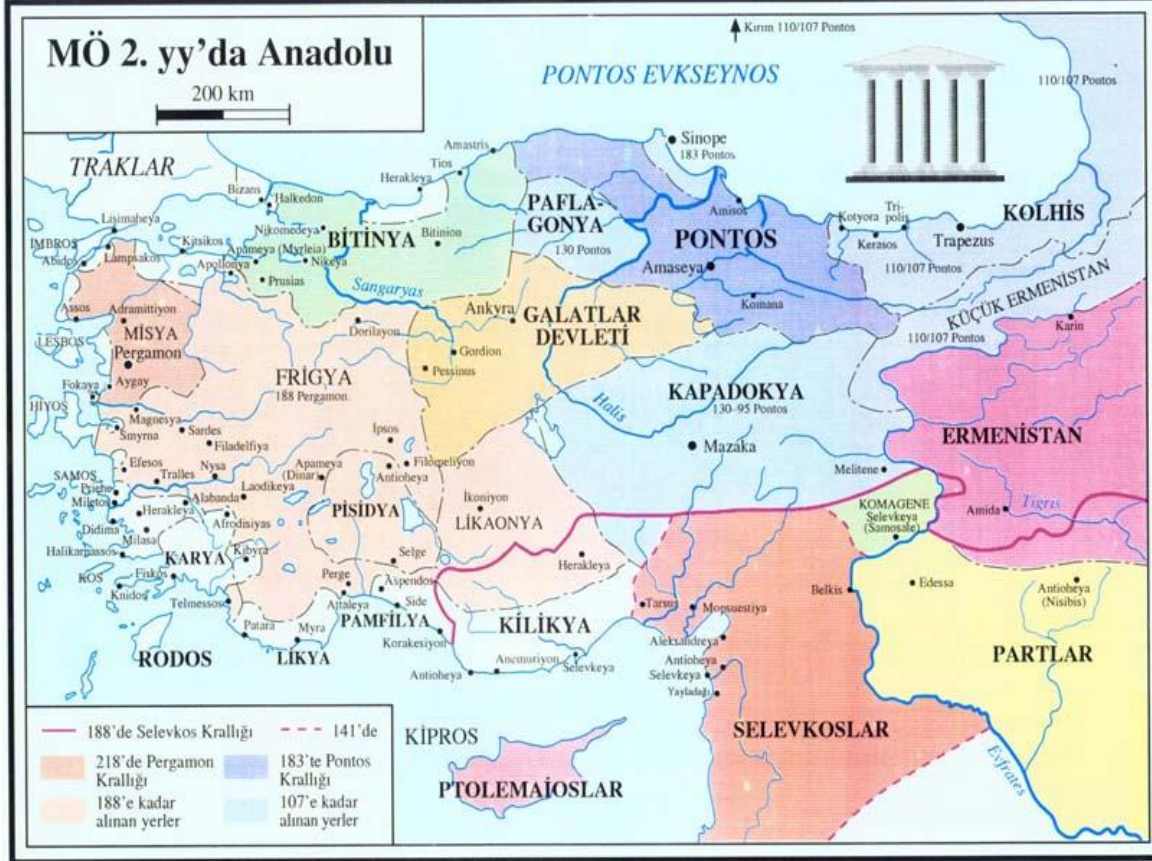 MÖ 2. yy’da Anadolu
200 km
Kırım 110/107 Pontos
PONTOS EVKSEYNOS
110/107 Pontos
TRAKLAR
Amastris
Sinope
183 Pontos
Tios
Herakleya
Bizans
Halkedon
PAFLA-
GONYA
130 Pontos
Amisos
Kotyora
Tri-
polis
Kerasos
KOLHİS
Trapezus
110/107 Pontos
Lisimaheya
Nikomedeya
BİTİNYA
Bitinion
PONTOS
Amaseya
İMBROS
Kitsikos
Apameya (Myrleia)
Nikeya
Abidos
Lampsakos
Apollonya
Prusias
Sangaryas
Komana
KÜÇÜK ERMENİSTAN
110/107 Pontos
Karin
Assos
Adramittiyon
Ankyra
GALATLAR
DEVLETİ
Dorilayon
MİSYA
Pergamon
LESBOS
Gordion
Pessinus
FRİGYA
188 Pergamon
Fokaya
Aygay
HİYOS
Halis
KAPADOKYA
130-95 Pontos
Mazaka
ERMENİSTAN
Magnesya
Smyrna
Sardes
Filadelfiya
İpsos
Efesos
Tralles
Nysa
Apameya
(Dinar)
Filomeliyon
Antioheya
Melitene
SAMOS
Priene
Miletos
Laodikeya
Alabanda
Herakleya
Afrodisiyas
Didima
Milasa
İkoniyon
LİKAONYA
PİSİDYA
KOMAGENE
Selevkeya
(Samosale)
Amida
Tigris
Halikarnassos
KARYA
Kibyra
Selge
Herakleya
KOS
Fiskos
Knidos
Telmessos
Perge
Aspendos
Attaleya
Side
PAMFİLYA
Tarsus
Mopsuestiya
Belkis
Edessa
Antioheya
(Nisibis)
Patara
Myra
RODOS
LİKYA
Korakesiyon
KİLİKYA
Antioheya
Anemuriyon
Selevkeya
Aleksandreya
Antioheya
Selevkeya
Yayladağı
PARTLAR
SELEVKOSLAR
Evfrates
KİPROS
PTOLEMAİOSLAR
188’de Selevkos Krallığı
141’de
218’de Pergamon
Krallığı
183’te Pontos
Krallığı
188’e kadar
alınan yerler
107’e kadar
alınan yerler